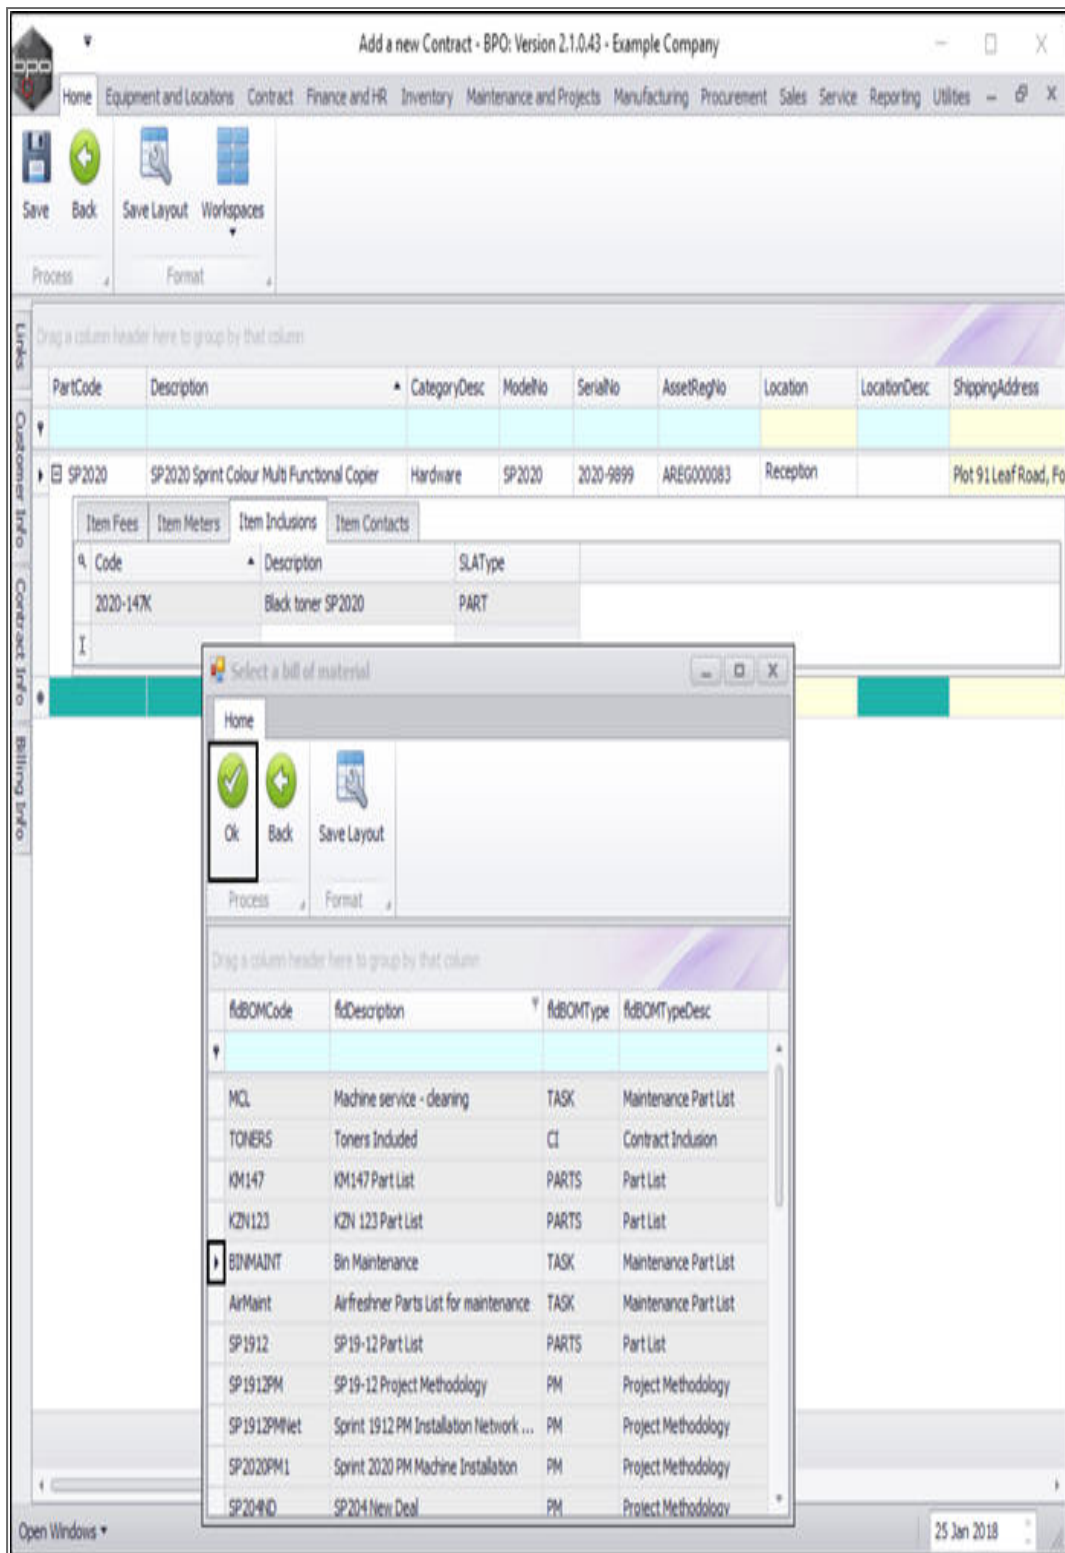 Add a new Contract - BPO: Version 2.1.0.43 - Example Company
bpo
Home Equipment and Locations Contract Finance and HR Inventory Maintenance and Projects Manufacturing Procurement Sales Service Reporting Utilities
Save Back Save Layout Workspaces
Process Format
Links
Customer Info
Contract Info
Billing Info
Drag a column header here to group by that column
PartCode Description CategoryDesc ModelNo SerialNo AssetRegNo Location LocationDesc ShippingAddress
SP2020 SP2020 Sprint Colour Multi Functional Copier Hardware SP2020 2020-9899 AREG000083 Reception Plot 91 Leaf Road, Fo
Item Fees Item Meters Item Inclusions Item Contacts
Code Description SLAType
2020-147K Black toner SP2020 PART
Select a bill of material
Home
Ok Back Save Layout
Process Format
Drag a column header here to group by that column
fldBOMCode fldDescription fldBOMType fldBOMTypeDesc
MCL Machine service - cleaning TASK Maintenance Part List
TONERS Toners Included CI Contract Inclusion
KM147 KM147 Part List PARTS Part List
KZN123 KZN 123 Part List PARTS Part List
BINMAINT Bin Maintenance TASK Maintenance Part List
AirMaint Airfreshner Parts List for maintenance TASK Maintenance Part List
SP1912 SP19-12 Part List PARTS Part List
SP1912PM SP19-12 Project Methodology PM Project Methodology
SP1912PMNet Sprint 1912 PM Installation Network ... PM Project Methodology
SP2020PM1 Sprint 2020 PM Machine Installation PM Project Methodology
SP204ND SP204 New Deal PM Project Methodology
Open Windows 25 Jan 2018